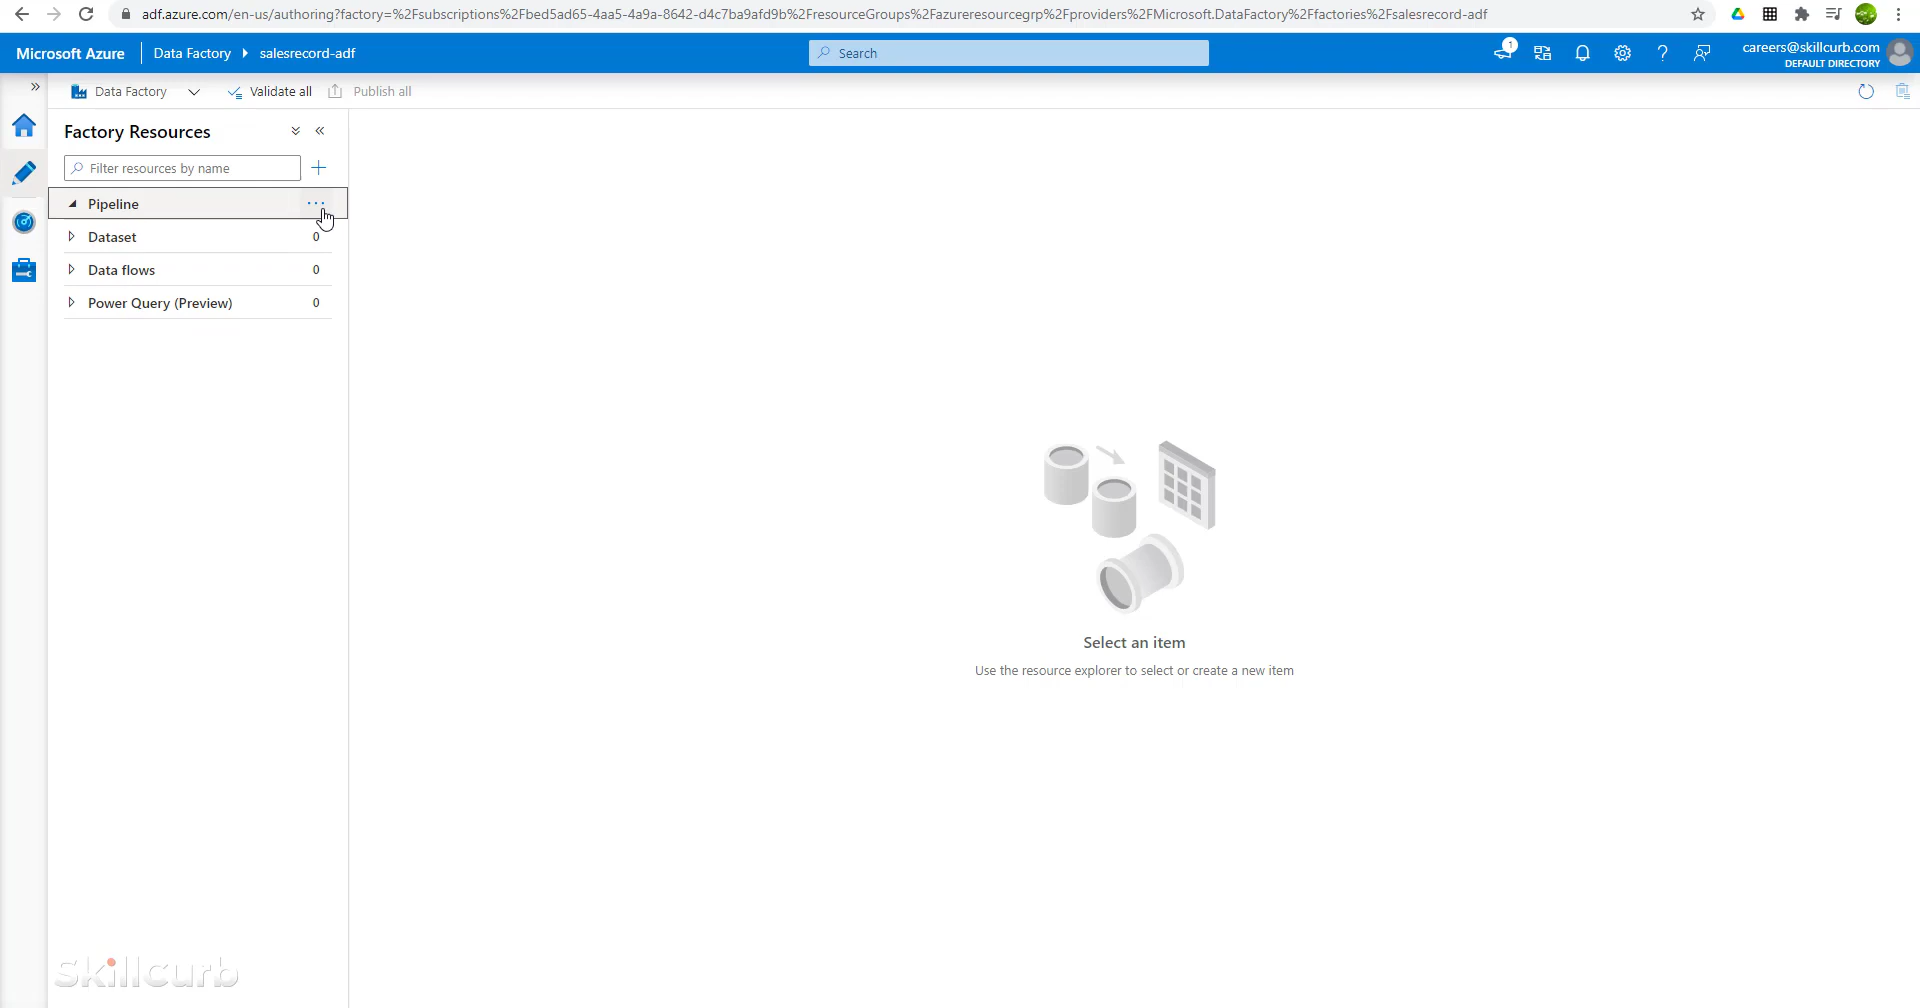 adf.azure.com/en-us/authoring?factory=%2Fsubscriptions%2Fbed5ad65-4aa5-4a9a-8642-d4c7ba9afd9b%2FresourceGroups%2Fazureresourcegrp%2Fproviders%2FMicrosoft.DataFactory%2Ffactories%2Fsalesrecord-adf
Microsoft Azure Data Factory salesrecord-adf Search 1 careers@skillcurb.com
DEFAULT DIRECTORY
Data Factory Validate all Publish all
Factory Resources
Filter resources by name
Pipeline
Dataset 0
Data flows 0
Power Query (Preview) 0
Select an item
Use the resource explorer to select or create a new item
Skillcurb